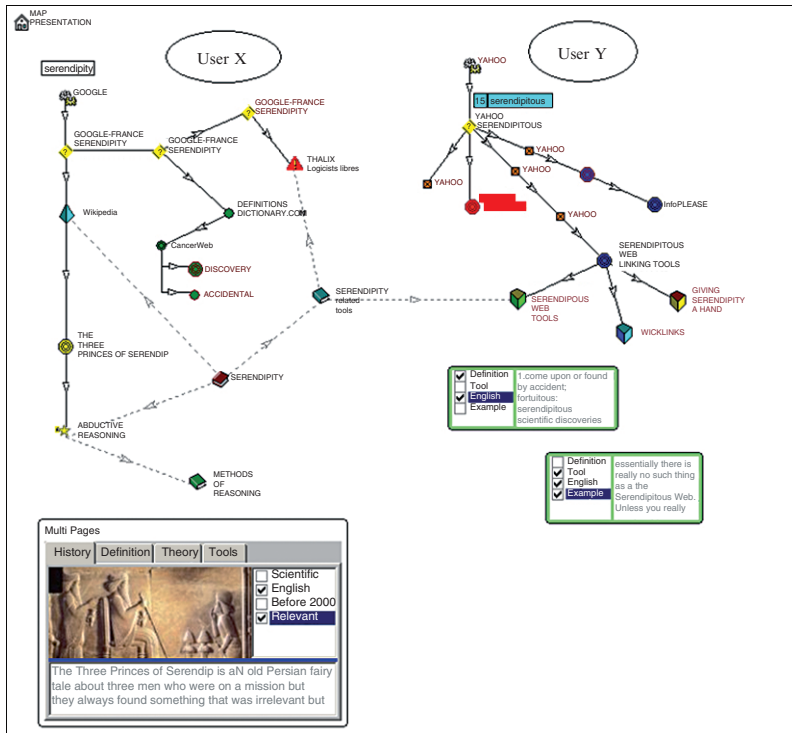 MAP
PRESENTATION
User X
User Y
serendipity
GOOGLE
GOOGLE-FRANCE
SERENDIPITY
GOOGLE-FRANCE
SERENDIPITY
GOOGLE-FRANCE
SERENDIPITY
THALIX
Logicists libres
Wikipedia
DEFINITIONS
DICTIONARY.COM
CancerWeb
DISCOVERY
ACCIDENTAL
SERENDIPITY
related
tools
THE
THREE
PRINCES OF SERENDIP
SERENDIPITY
ABDUCTIVE
REASONING
METHODS
OF
REASONING
YAHOO
15 serendipitous
YAHOO
SERENDIPITOUS
YAHOO
YAHOO
YAHOO
YAHOO
InfoPLEASE
SERENDIPITOUS
WEB
LINKING TOOLS
SERENDIPOUS
WEB
TOOLS
GIVING
SERENDIPITY
A HAND
WICKLINKS
Definition
Tool
English
Example
1.come upon or found
by accident;
fortuitous:
serendipitous
scientific discoveries
Definition
Tool
English
Example
essentially there is
really no such thing
as a the
Serendipitous Web.
Unless you really
Multi Pages
History Definition Theory Tools
Scientific
English
Before 2000
Relevant
The Three Princes of Serendip is aN old Persian fairy
tale about three men who were on a mission but
they always found something that was irrelevant but